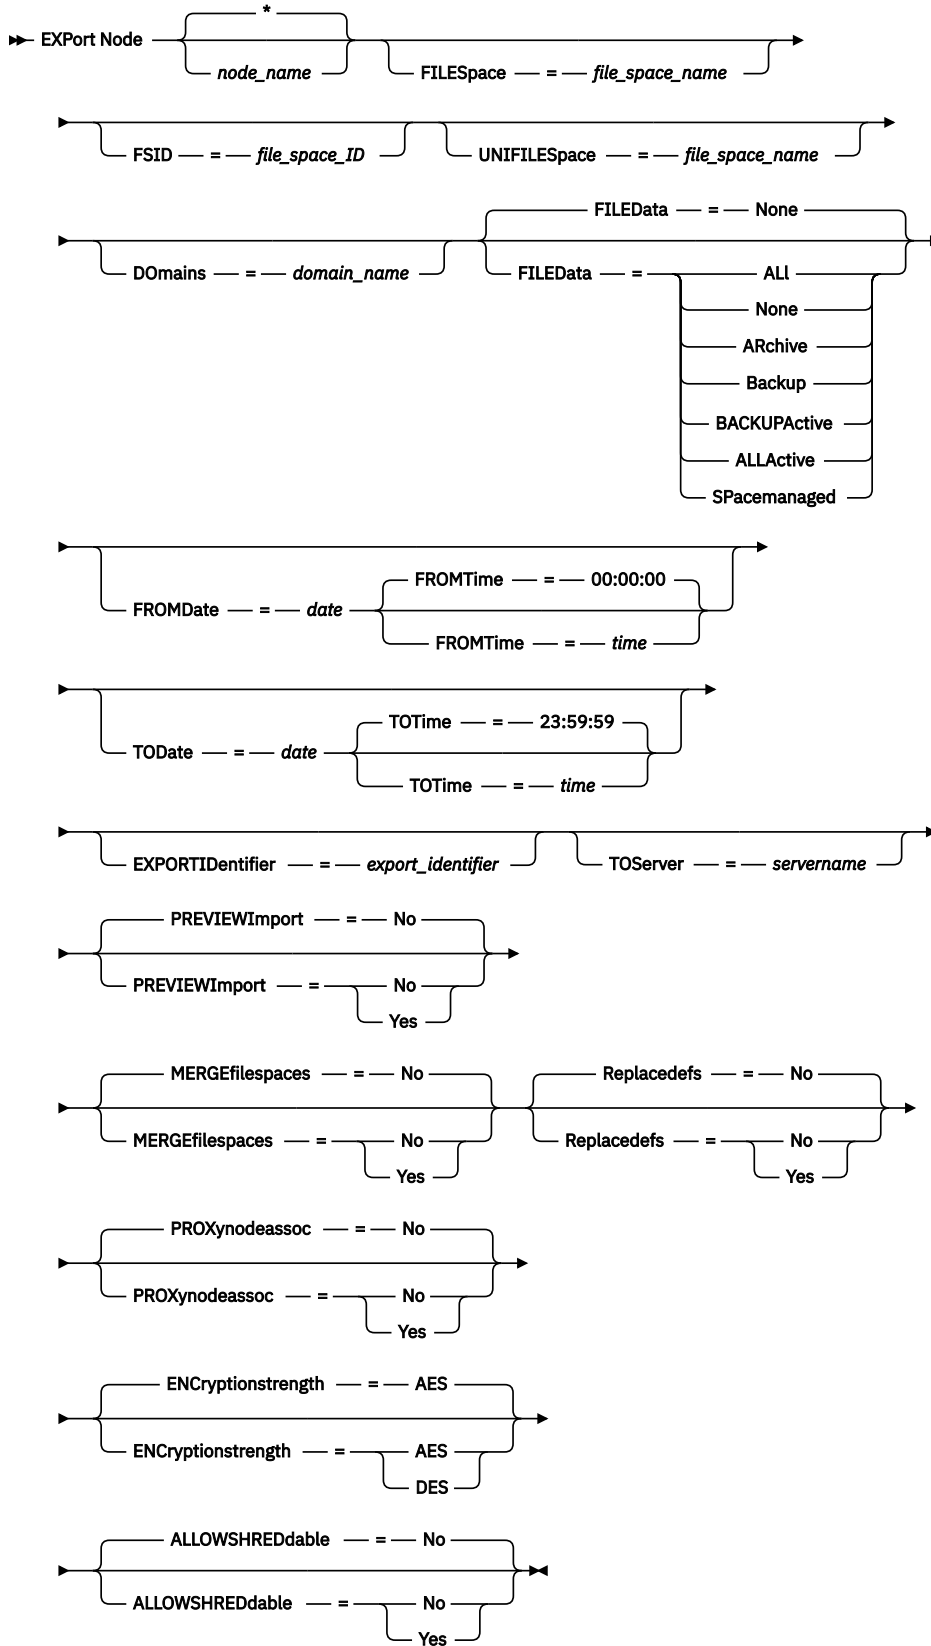 *
EXPort Node
node_name
FILESpace = file_space_name
FSID = file_space_ID
UNIFILESpace = file_space_name
FILEData = None
DOmains = domain_name
FILEData = ALl
None
ARchive
Backup
BACKUPActive
ALLActive
SPacemanaged
FROMTime = 00:00:00
FROMDate = date
FROMTime = time
TOTime = 23:59:59
TODate = date
TOTime = time
EXPORTIDentifier = export_identifier
TOServer = servername
PREVIEWImport = No
PREVIEWImport = No
Yes
MERGEfilespaces = No
Replacedefs = No
MERGEfilespaces = No
Replacedefs = No
Yes
Yes
PROXynodeassoc = No
PROXynodeassoc = No
Yes
ENCryptionstrength = AES
ENCryptionstrength = AES
DES
ALLOWSHREDdable = No
ALLOWSHREDdable = No
Yes